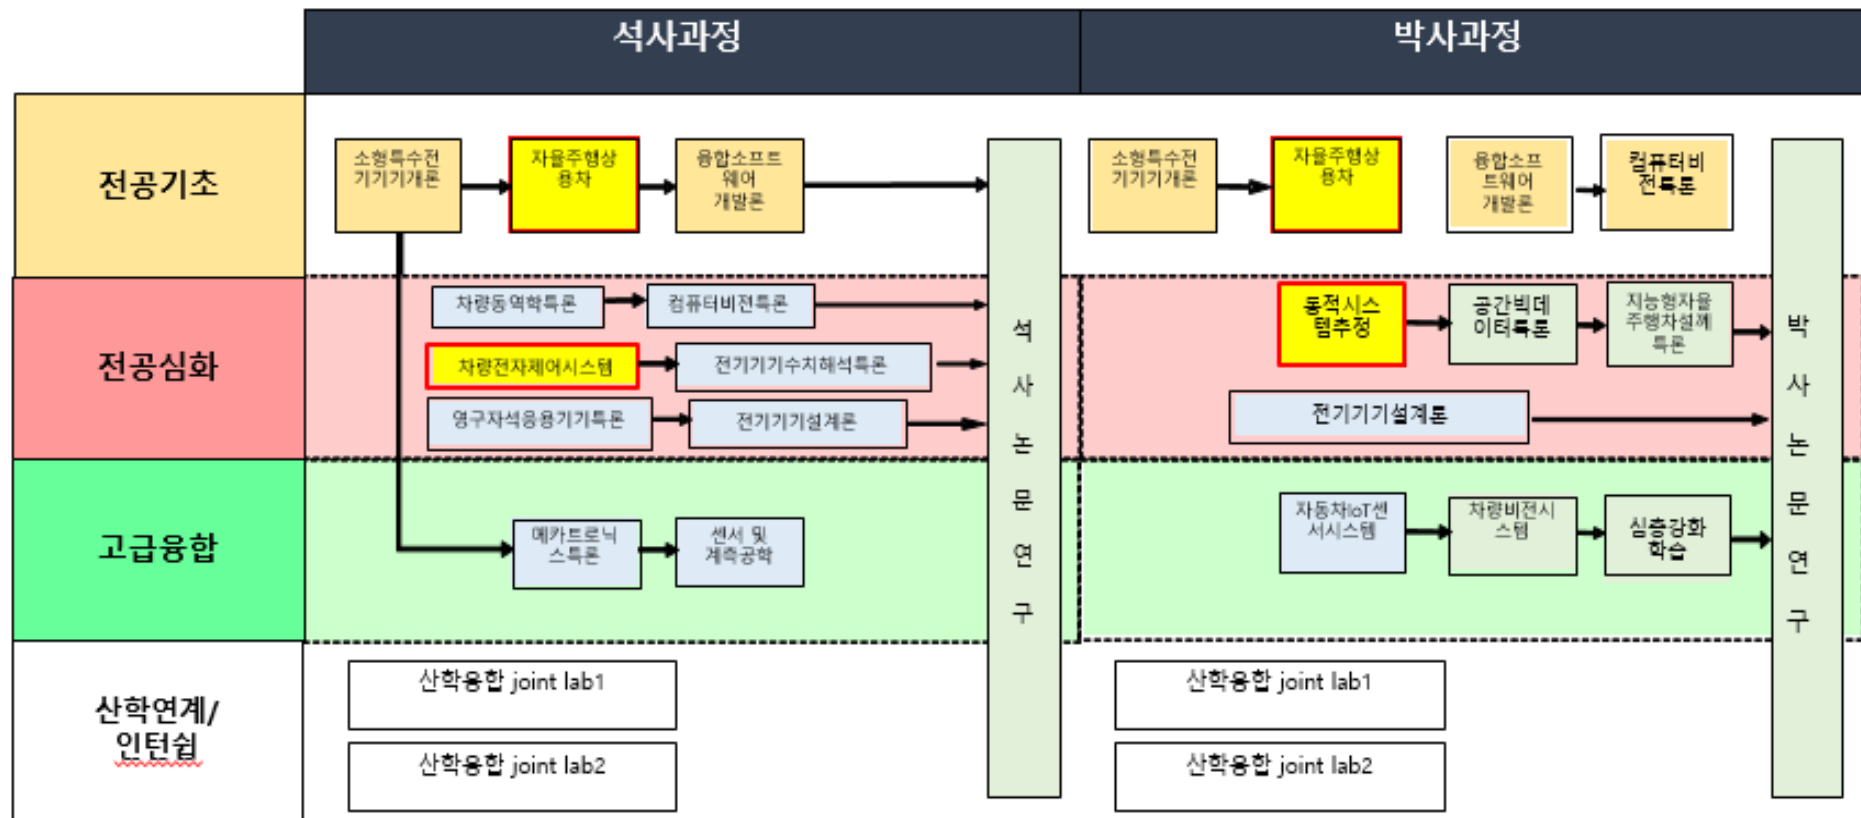 석사과정
박사과정
전공기초
소형특수전
기기기개론
자율주행상
용차
융합소프트
웨어
개발론
소형특수전
기기기개론
자율주행상
용차
융합소프
트웨어
개발론
컴퓨터비
전특론
전공심화
차량동역학특론
컴퓨터비젼특론
차량전자제어시스템
전기기기수치해석특론
영구자석응용기기특론
전기기기설계론
동적시스
템추정
공간빅데
이터특론
지능형자율
주행차설께
특론
전기기기설계론
고급융합
메카트로닉
스특론
센서 및
계측공학
자동차IoT센
서시스템
차량비전시
스템
심층강화
학습
석
사
논
문
연
구
박
사
논
문
연
구
산학연계/
인턴쉽
산학융합 joint lab1
산학융합 joint lab2
산학융합 joint lab1
산학융합 joint lab2